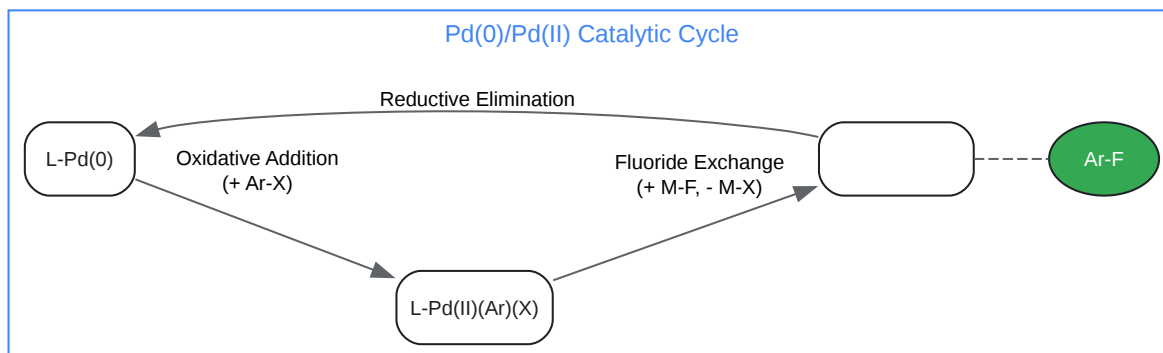 Pd(0)/Pd(II) Catalytic Cycle
Reductive Elimination
L-Pd(0)
Oxidative Addition
(+ Ar-X)
Fluoride Exchange
(+ M-F, - M-X)
Ar-F
L-Pd(II)(Ar)(X)